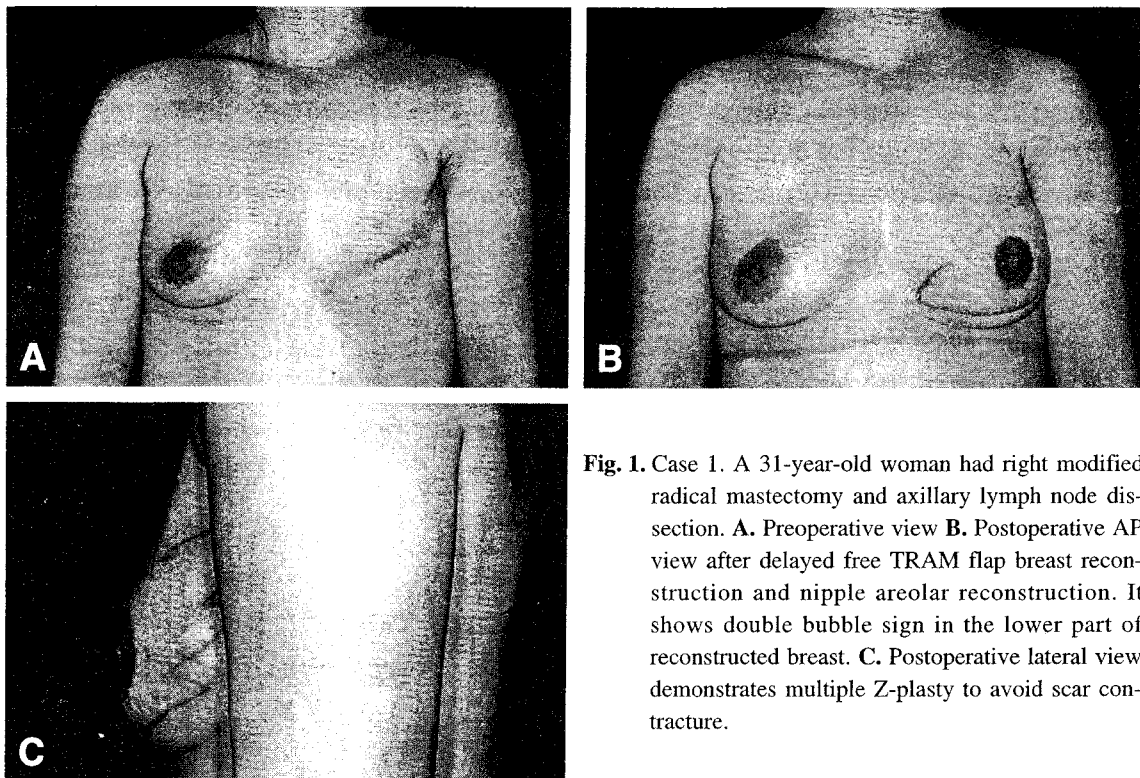 A
B
C
Fig. 1. Case 1. A 31-year-old woman had right modified
radical mastectomy and axillary lymph node dis-
section. A. Preoperative view B. Postoperative AP
view after delayed free TRAM flap breast recon-
struction and nipple areolar reconstruction. It
shows double bubble sign in the lower part of
reconstructed breast. C. Postoperative lateral view
demonstrates multiple Z-plasty to avoid scar con-
tracture.